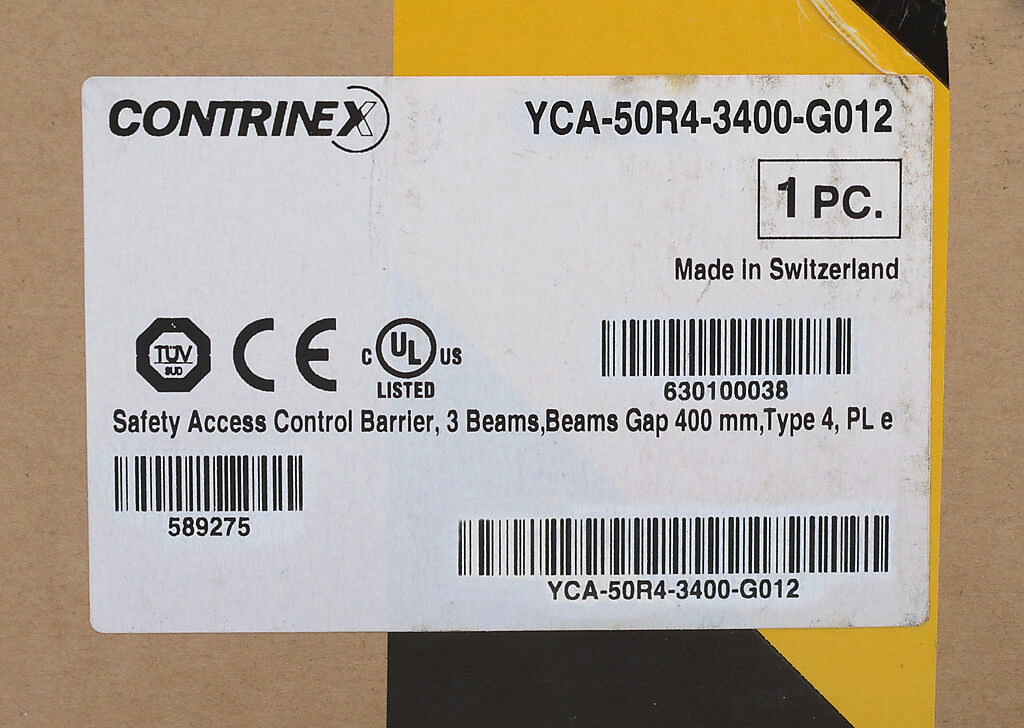 CONTRINEX
YCA-50R4-3400-G012
1 PC.
Made in Switzerland
TÜV
SUD
CE
C UL US
LISTED
630100038
Safety Access Control Barrier, 3 Beams,Beams Gap 400 mm,Type 4, PL e
589275
YCA-50R4-3400-G012